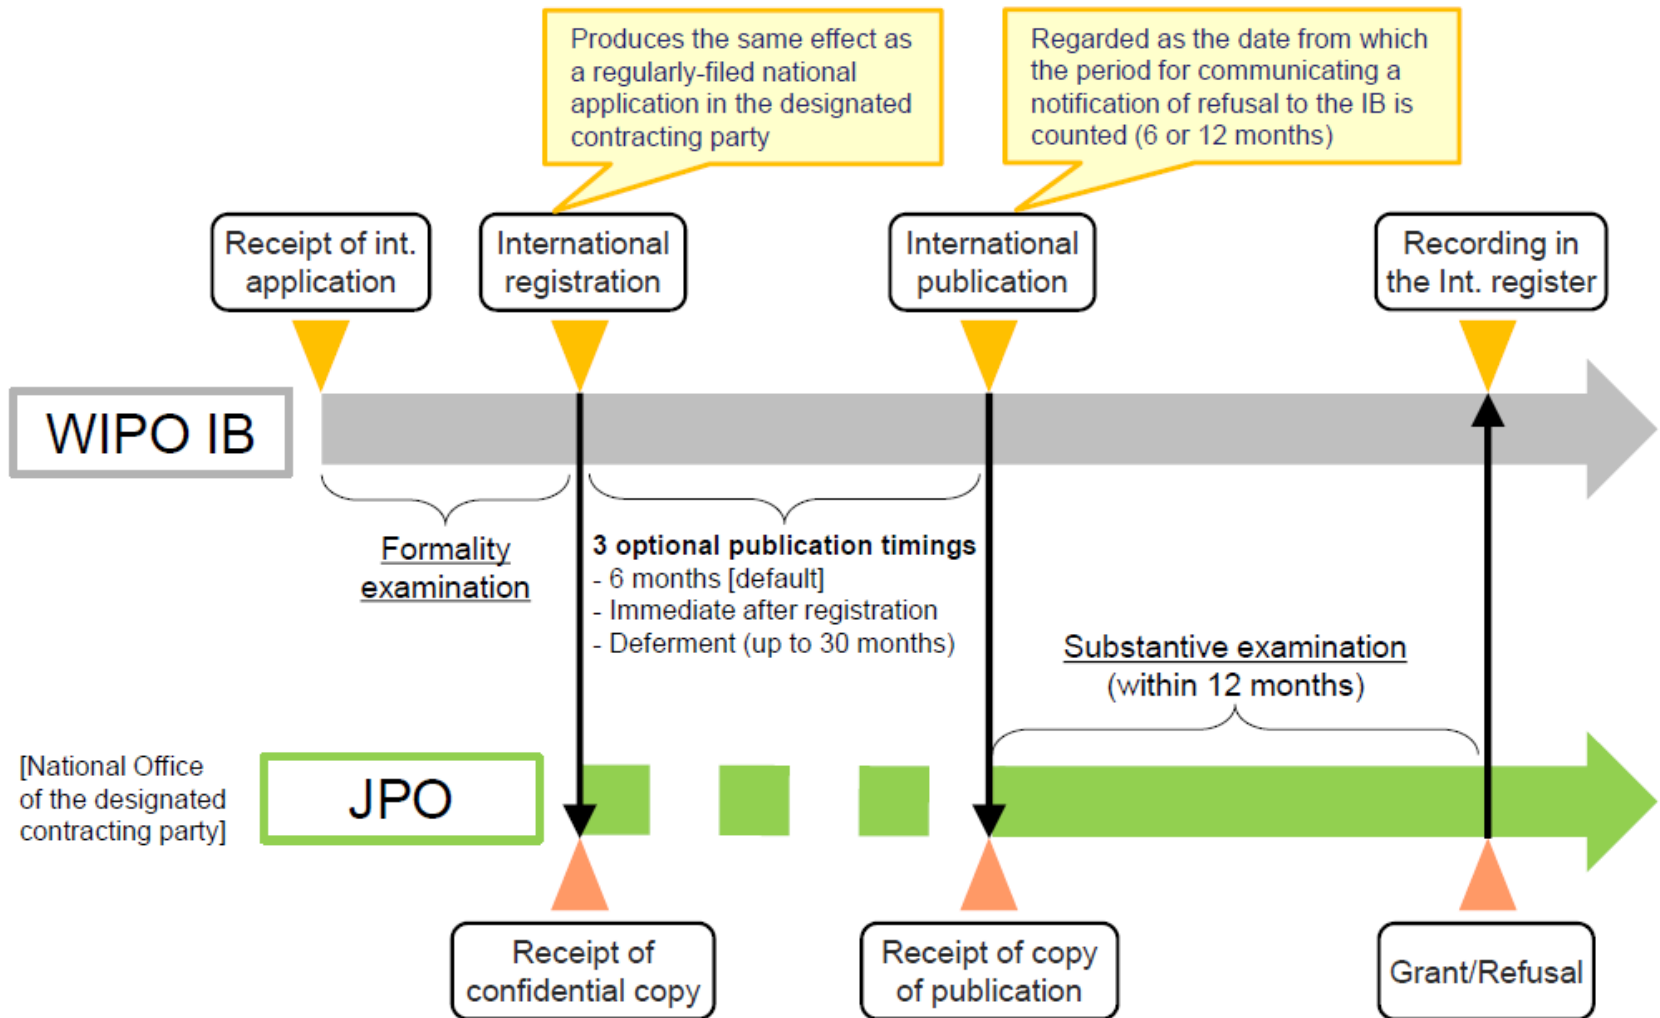 Produces the same effect as
a regularly-filed national
application in the designated
contracting party
Regarded as the date from which
the period for communicating a
notification of refusal to the IB is
counted (6 or 12 months)
Receipt of int.
application
International
registration
International
publication
Recording in
the Int. register
WIPO IB
Formality
examination
3 optional publication timings
- 6 months [default]
- Immediate after registration
- Deferment (up to 30 months)
Substantive examination
(within 12 months)
[National Office
of the designated
contracting party]
JPO
Receipt of
confidential copy
Receipt of copy
of publication
Grant/Refusal